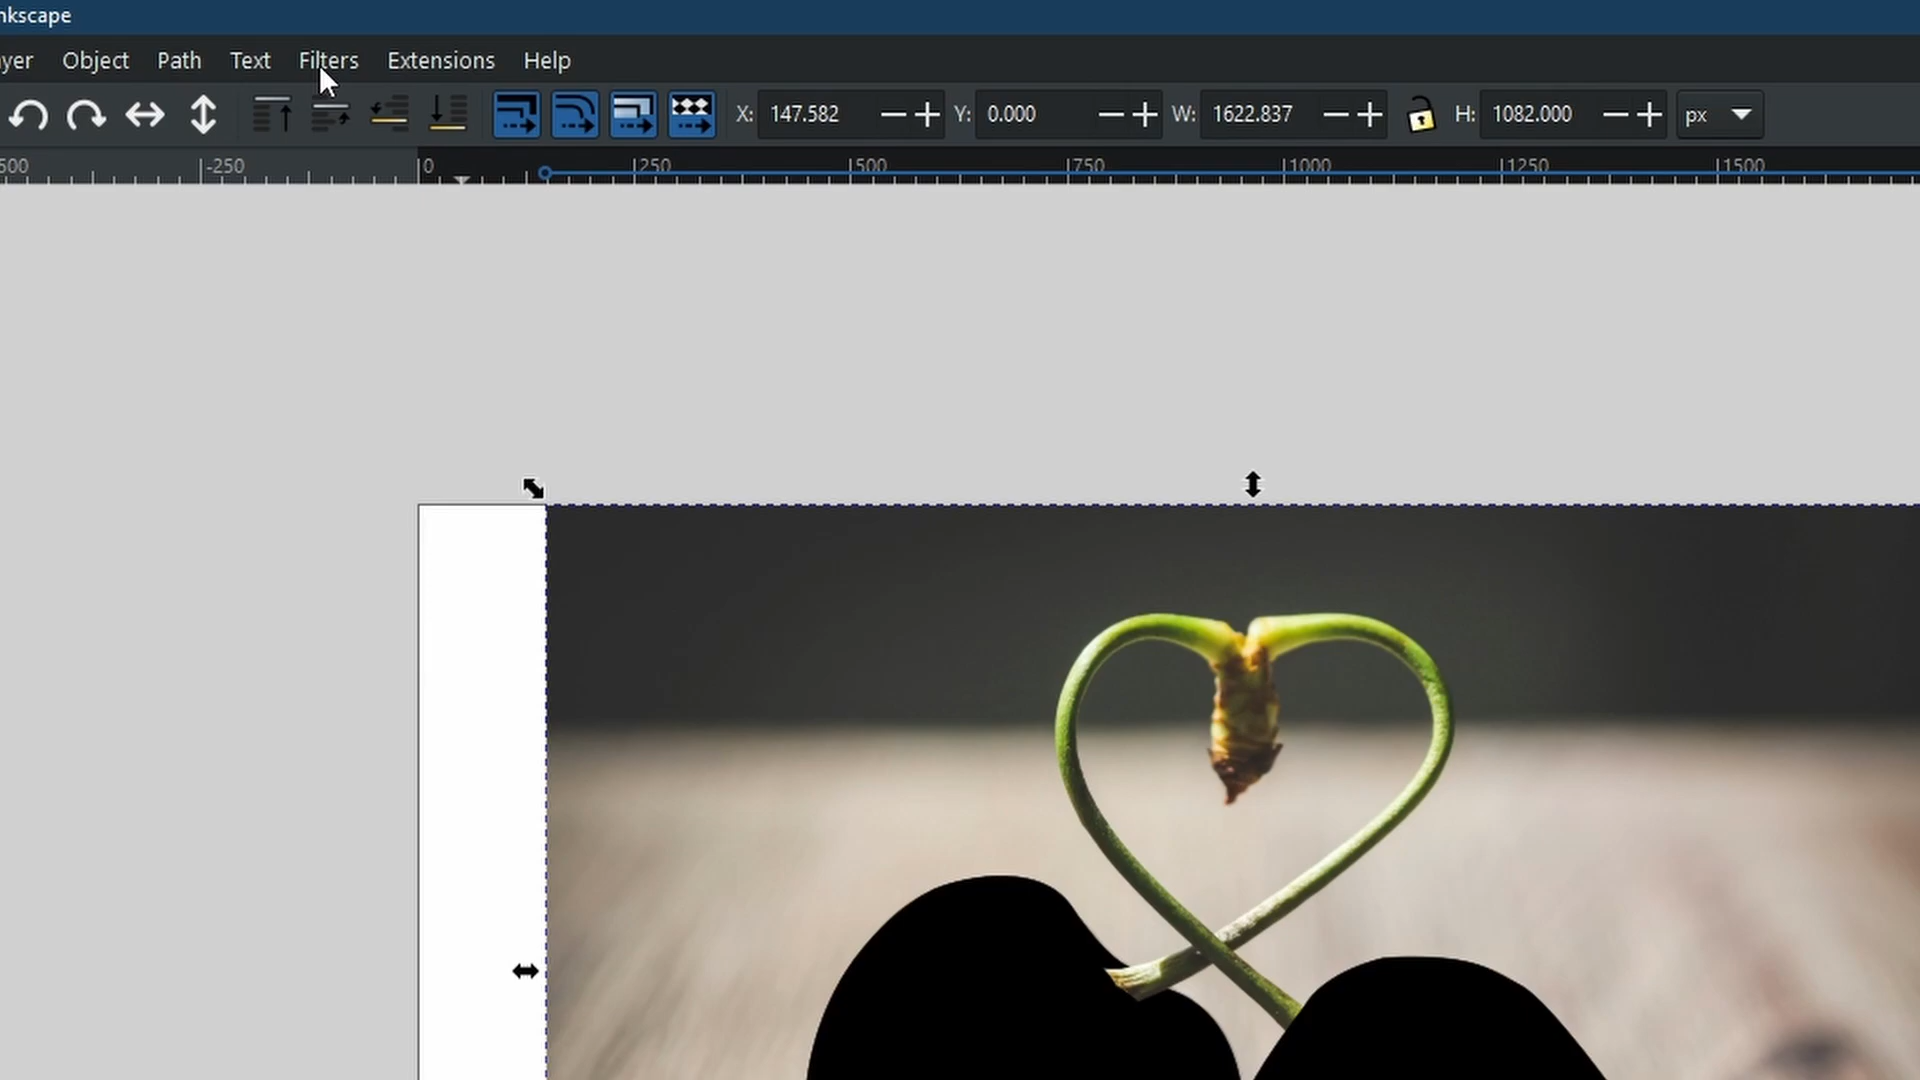 nkscape
yer Object Path Text Filters Extensions Help
X: 147.582 Y: 0.000 W: 1622.837 H: 1082.000 px
500 -250 0 250 500 750 1000 1250 1500